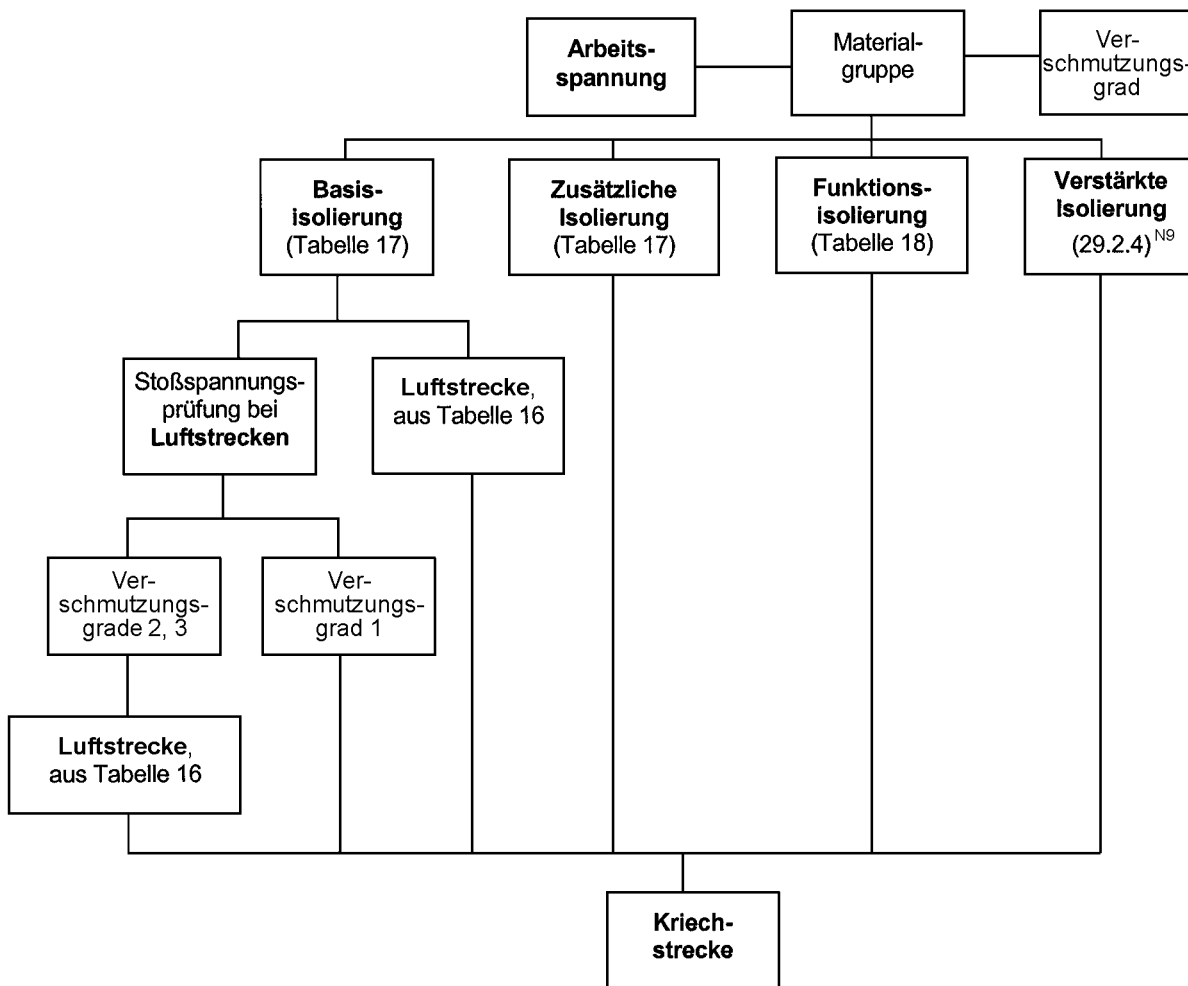 Arbeits-
spannung
Material-
gruppe
Ver-
schmutzungs-
grad
Basis-
isolierung
(Tabelle 17)
Zusätzliche
Isolierung
(Tabelle 17)
Funktions-
isolierung
(Tabelle 18)
Verstärkte
Isolierung
(29.2.4) N9
Stoßspannungs-
prüfung bei
Luftstrecken
Luftstrecke,
aus Tabelle 16
Ver-
schmutzungs-
grade 2, 3
Ver-
schmutzungs-
grad 1
Luftstrecke,
aus Tabelle 16
Kriech-
strecke